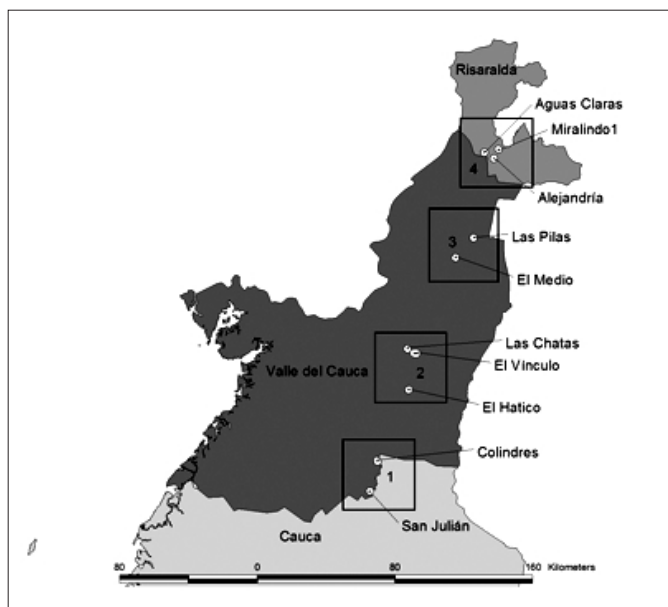 Risaralda
Aguas Claras
Miralindo1
4
Alejandría
3
Las Pilas
El Medio
Las Chatas
El Vínculo
Valle del Cauca
2
El Hatico
Colindres
1
San Julián
Cauca
80 0 80 160 Kilometers